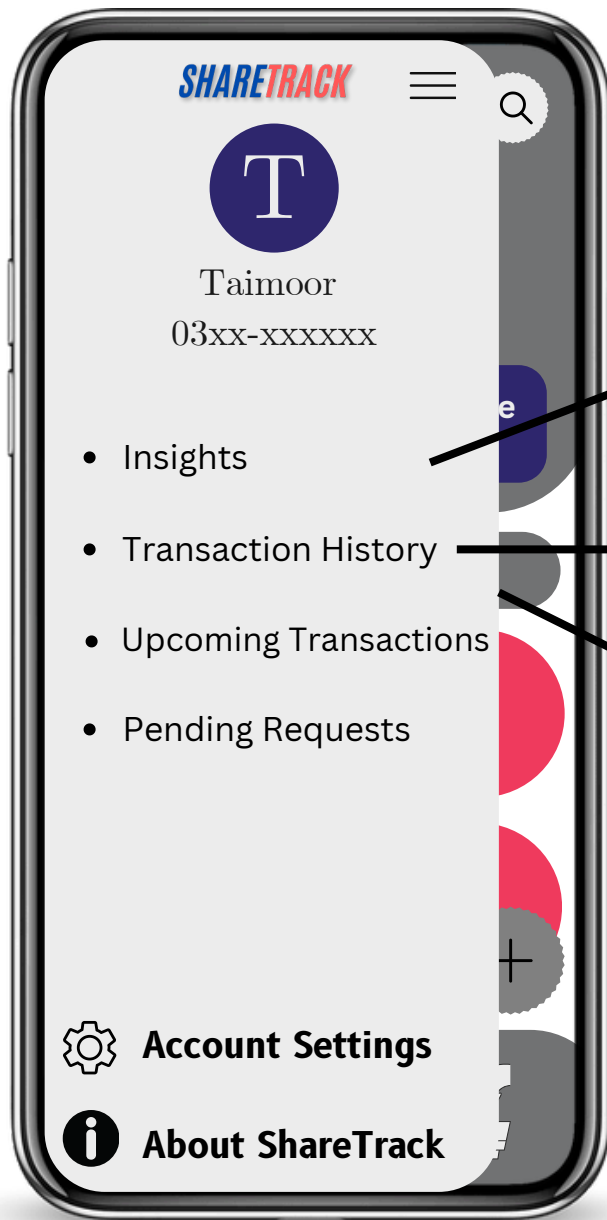 SHARETRACK
T
Taimoor
03xx-xxxxxx
e
• Insights
• Transaction History
• Upcoming Transactions
• Pending Requests
Account Settings
About ShareTrack